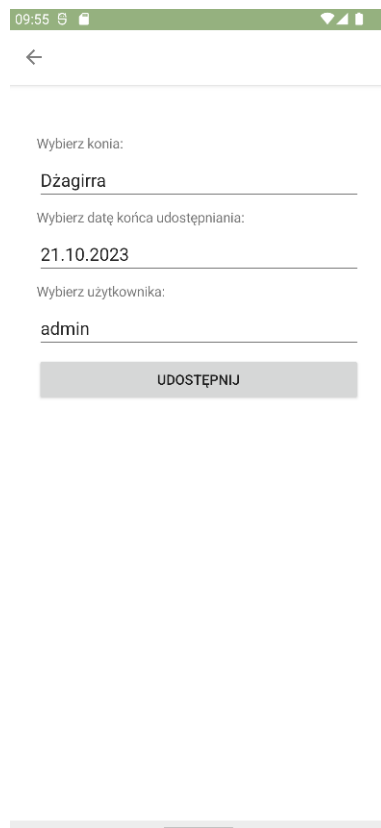 09:55
Wybierz konia:
Dżagirra
Wybierz datę końca udostępniania:
21.10.2023
Wybierz użytkownika:
admin
UDOSTĘPNIJ